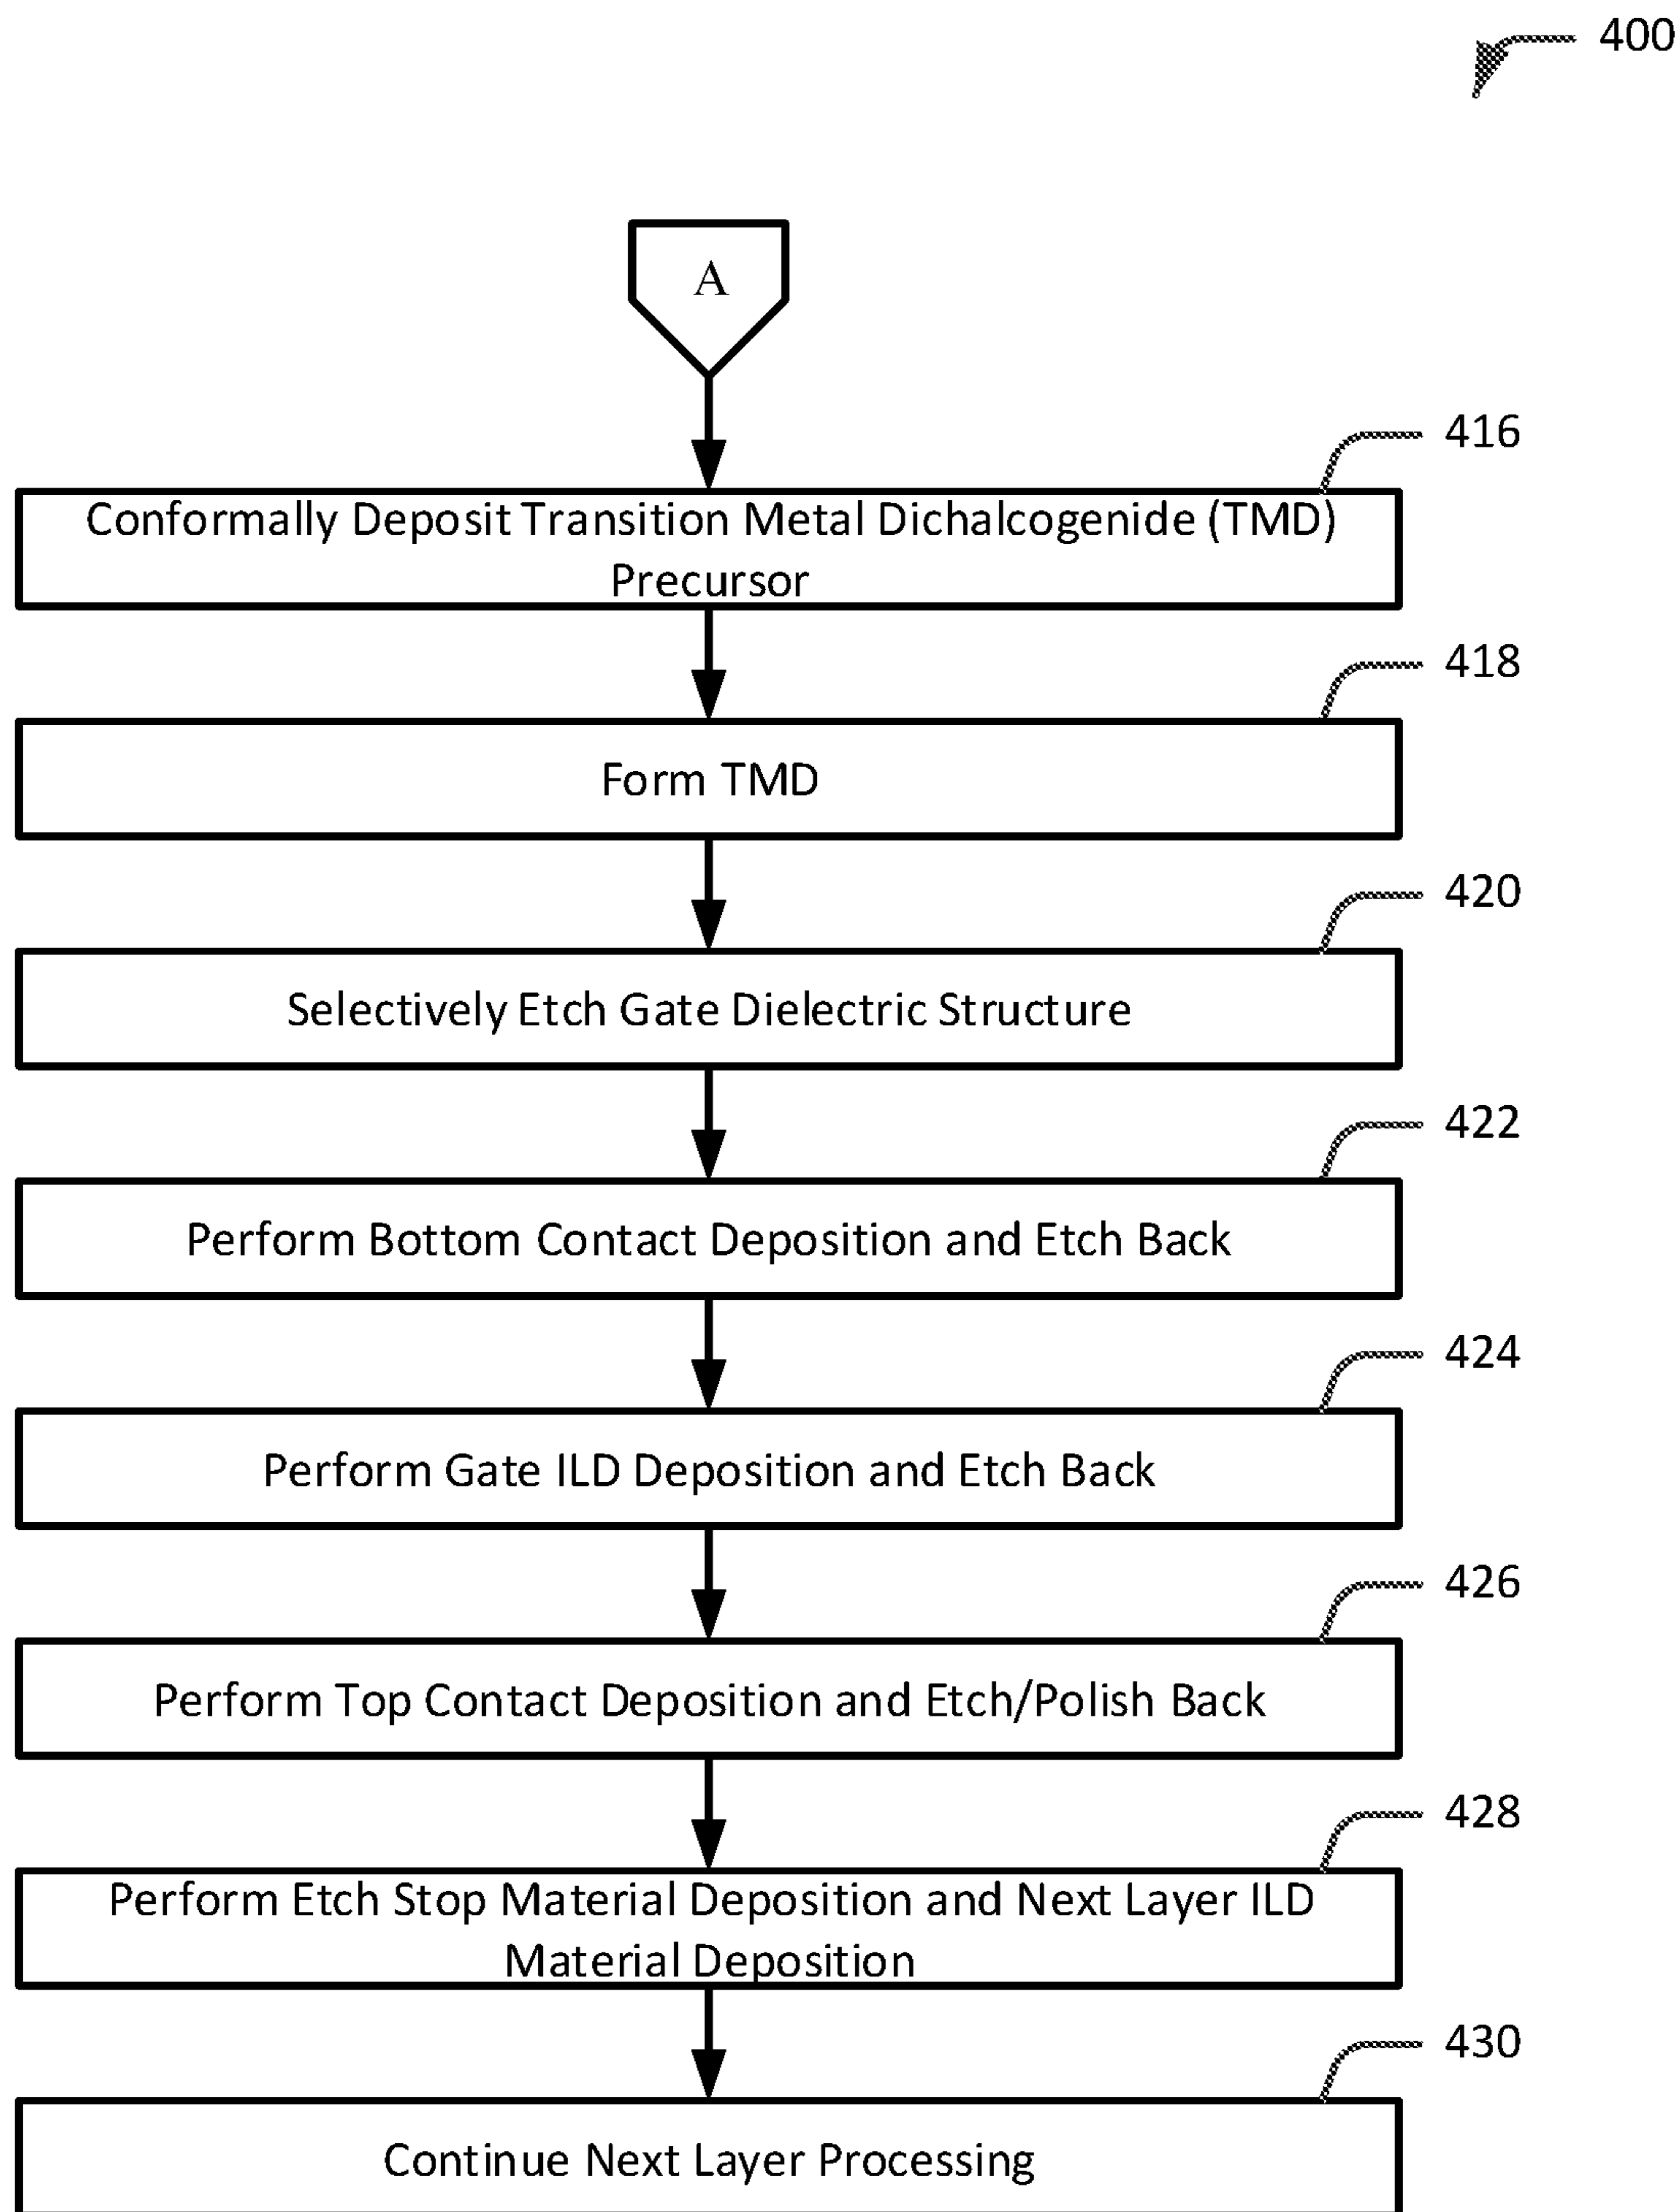 400
A
416
Conformally Deposit Transition Metal Dichalcogenide (TMD)
Precursor
418
Form TMD
420
Selectively Etch Gate Dielectric Structure
422
Perform Bottom Contact Deposition and Etch Back
424
Perform Gate ILD Deposition and Etch Back
426
Perform Top Contact Deposition and Etch/Polish Back
428
Perform Etch Stop Material Deposition and Next Layer ILD
Material Deposition
430
Continue Next Layer Processing